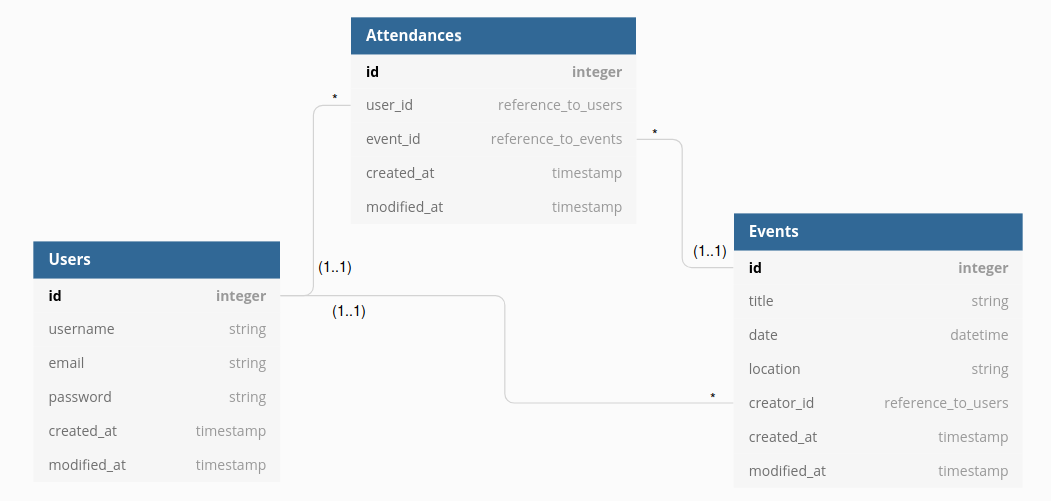 Attendances
id integer
user_id reference_to_users
event_id reference_to_events
created_at timestamp
modified_at timestamp
*
*
(1..1)
(1..1)
(1..1)
*
Users
id integer
username string
email string
password string
created_at timestamp
modified_at timestamp
Events
id integer
title string
date datetime
location string
creator_id reference_to_users
created_at timestamp
modified_at timestamp